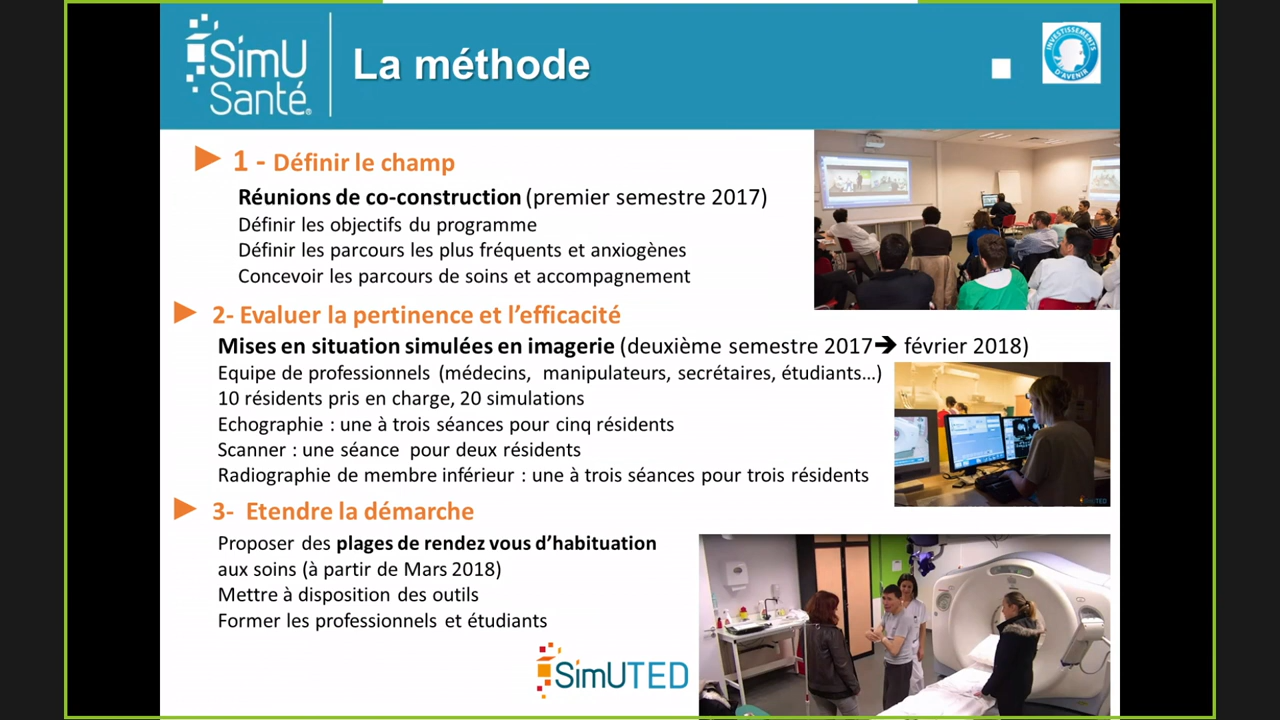 SimU
Santé®
La méthode
INVESTISSEMENTS
D'AVENIR
1 - Définir le champ
Réunions de co-construction (premier semestre 2017)
Définir les objectifs du programme
Définir les parcours les plus fréquents et anxiogènes
Concevoir les parcours de soins et accompagnement
2- Evaluer la pertinence et l’efficacité
Mises en situation simulées en imagerie (deuxième semestre 2017➔ février 2018)
Equipe de professionnels (médecins, manipulateurs, secrétaires, étudiants…)
10 résidents pris en charge, 20 simulations
Echographie : une à trois séances pour cinq résidents
Scanner : une séance pour deux résidents
Radiographie de membre inférieur : une à trois séances pour trois résidents
3- Etendre la démarche
Proposer des plages de rendez vous d’habituation
aux soins (à partir de Mars 2018)
Mettre à disposition des outils
Former les professionnels et étudiants
SimUTED
SimUTED